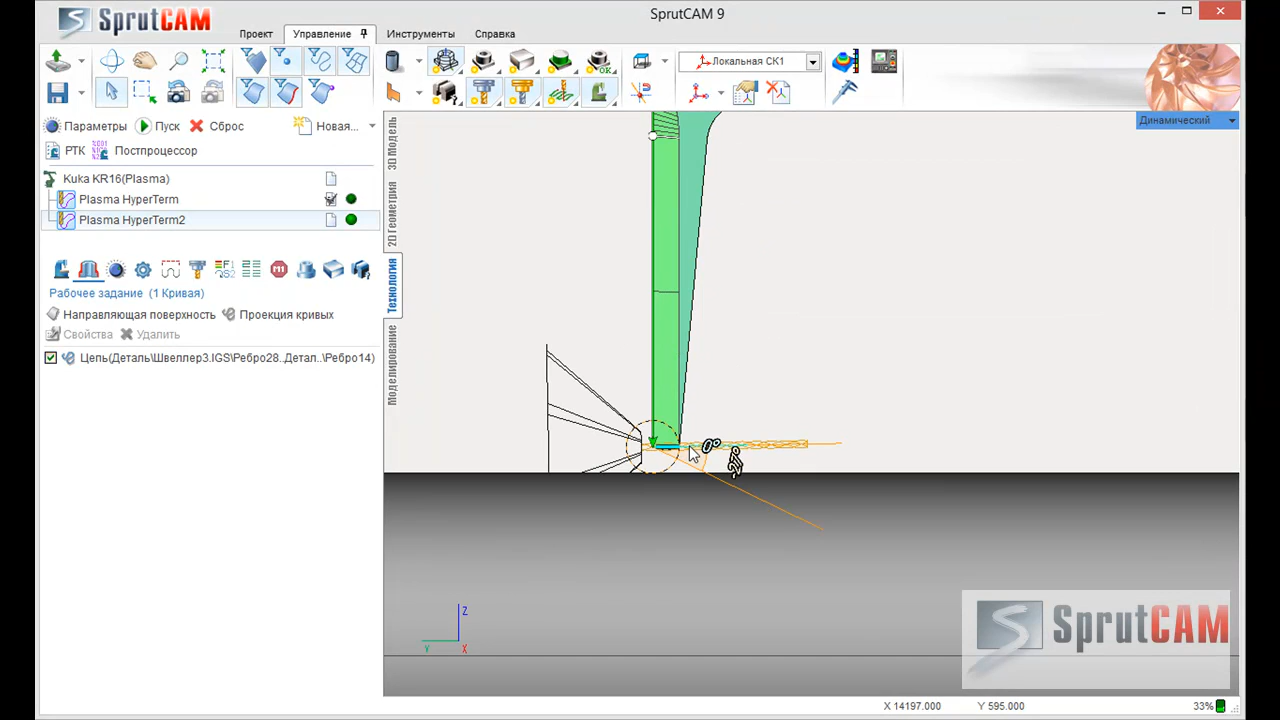 SprutCAM 9
SPRUTCAM
Проект
Управление
Инструменты
Справка
Локальная СК1
Параметры
Пуск
Сброс
Новая...
РТК
Постпроцессор
Kuka KR16(Plasma)
Plasma HyperTerm
Plasma HyperTerm2
Рабочее задание (1 Кривая)
Направляющая поверхность
Проекция кривых
Свойства
Удалить
Цепь(Деталь\Швеллер3.IGS\Ребро28..Детал..\Ребро14)
3D Модель
2D Геометрия
Технология
Моделирование
Динамический
0°
Z
Y
X
SPRUTCAM
X 14197.000
Y 595.000
33%